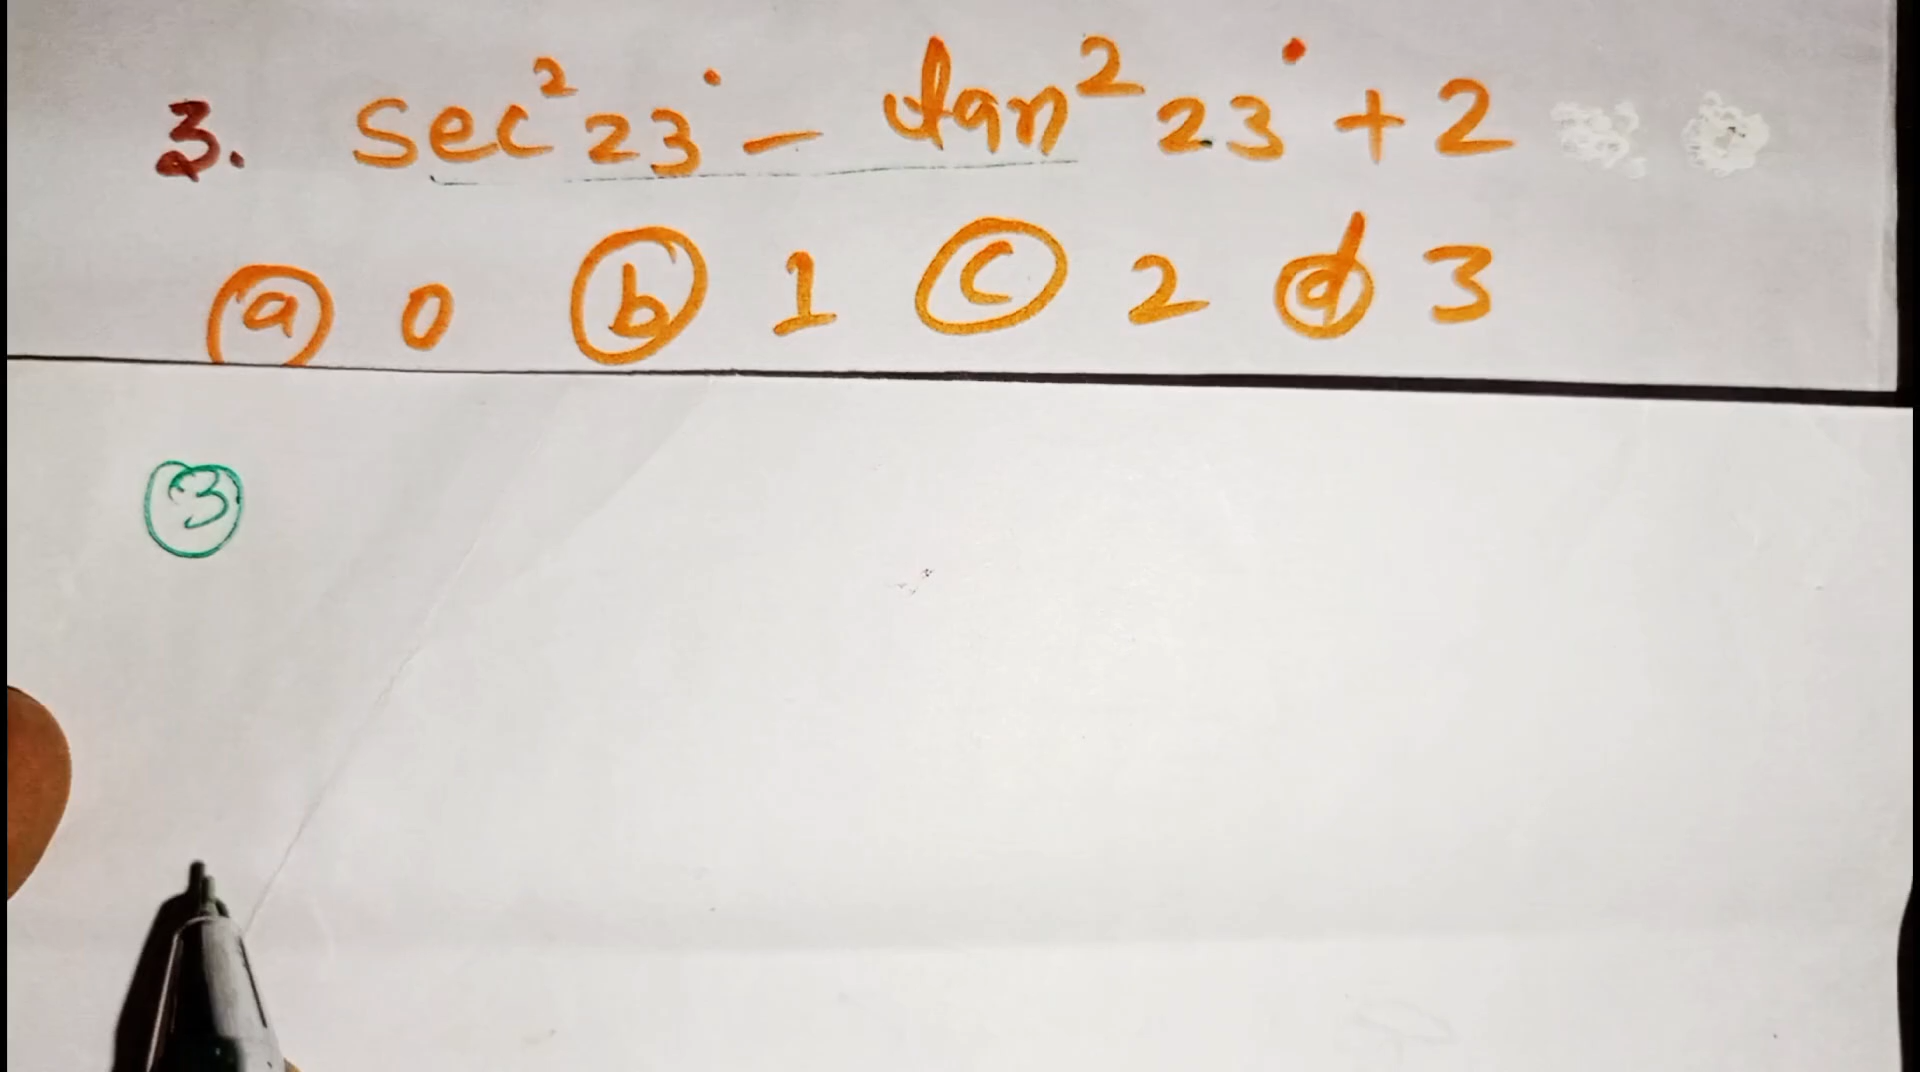 3. sec²23° - tan²23° + 2
ⓐ 0 ⓑ 1 ⓒ 2 ⓓ 3
③